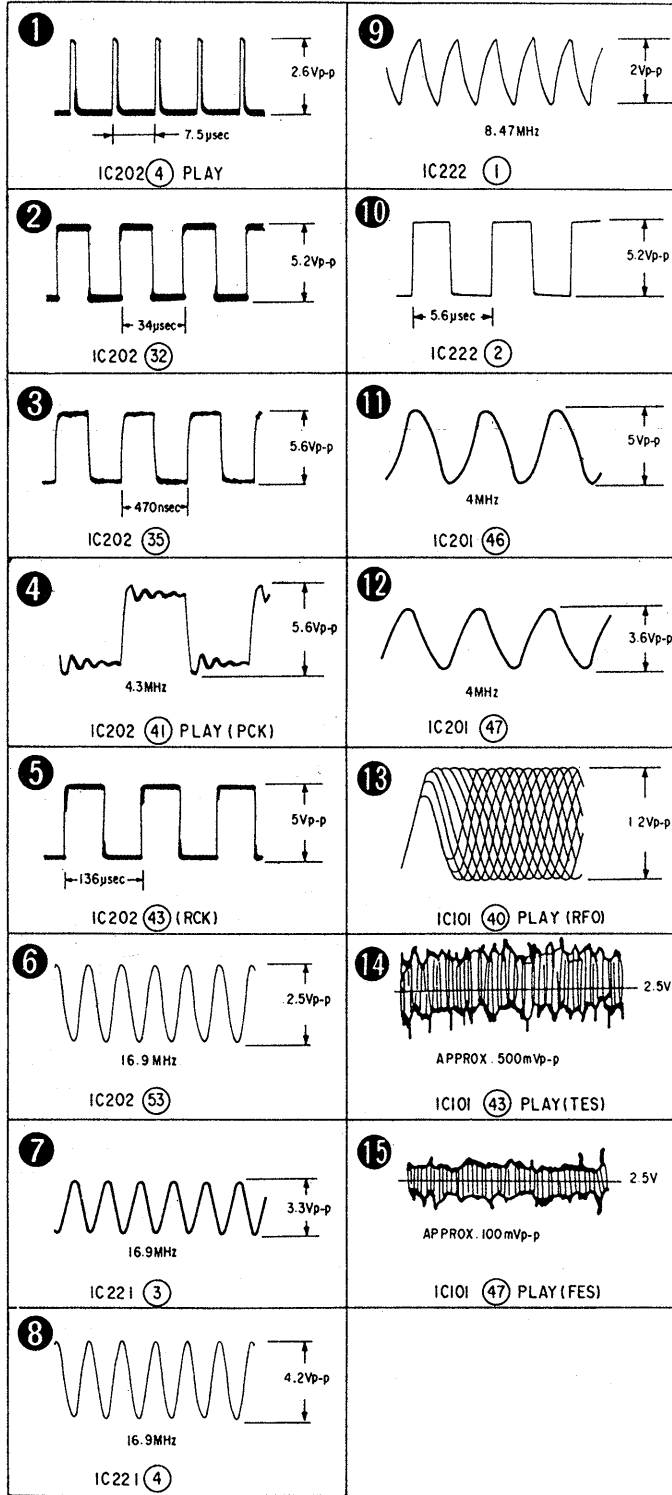 1
2.6Vp-p
7.5µsec
IC202 4 PLAY
2
5.2Vp-p
34µsec
IC202 32
3
5.6Vp-p
470nsec
IC202 35
4
5.6Vp-p
4.3MHz
IC202 41 PLAY (PCK)
5
5Vp-p
136µsec
IC202 43 (RCK)
6
2.5Vp-p
16.9MHz
IC202 53
7
3.3Vp-p
16.9MHz
IC221 3
8
4.2Vp-p
16.9MHz
IC221 4
9
2Vp-p
8.47MHz
IC222 1
10
5.2Vp-p
5.6µsec
IC222 2
11
5Vp-p
4MHz
IC201 46
12
3.6Vp-p
4MHz
IC201 47
13
1.2Vp-p
IC101 40 PLAY (RFO)
14
2.5V
APPROX. 500mVp-p
IC101 43 PLAY(TES)
15
2.5V
APPROX. 100mVp-p
IC101 47 PLAY(FES)